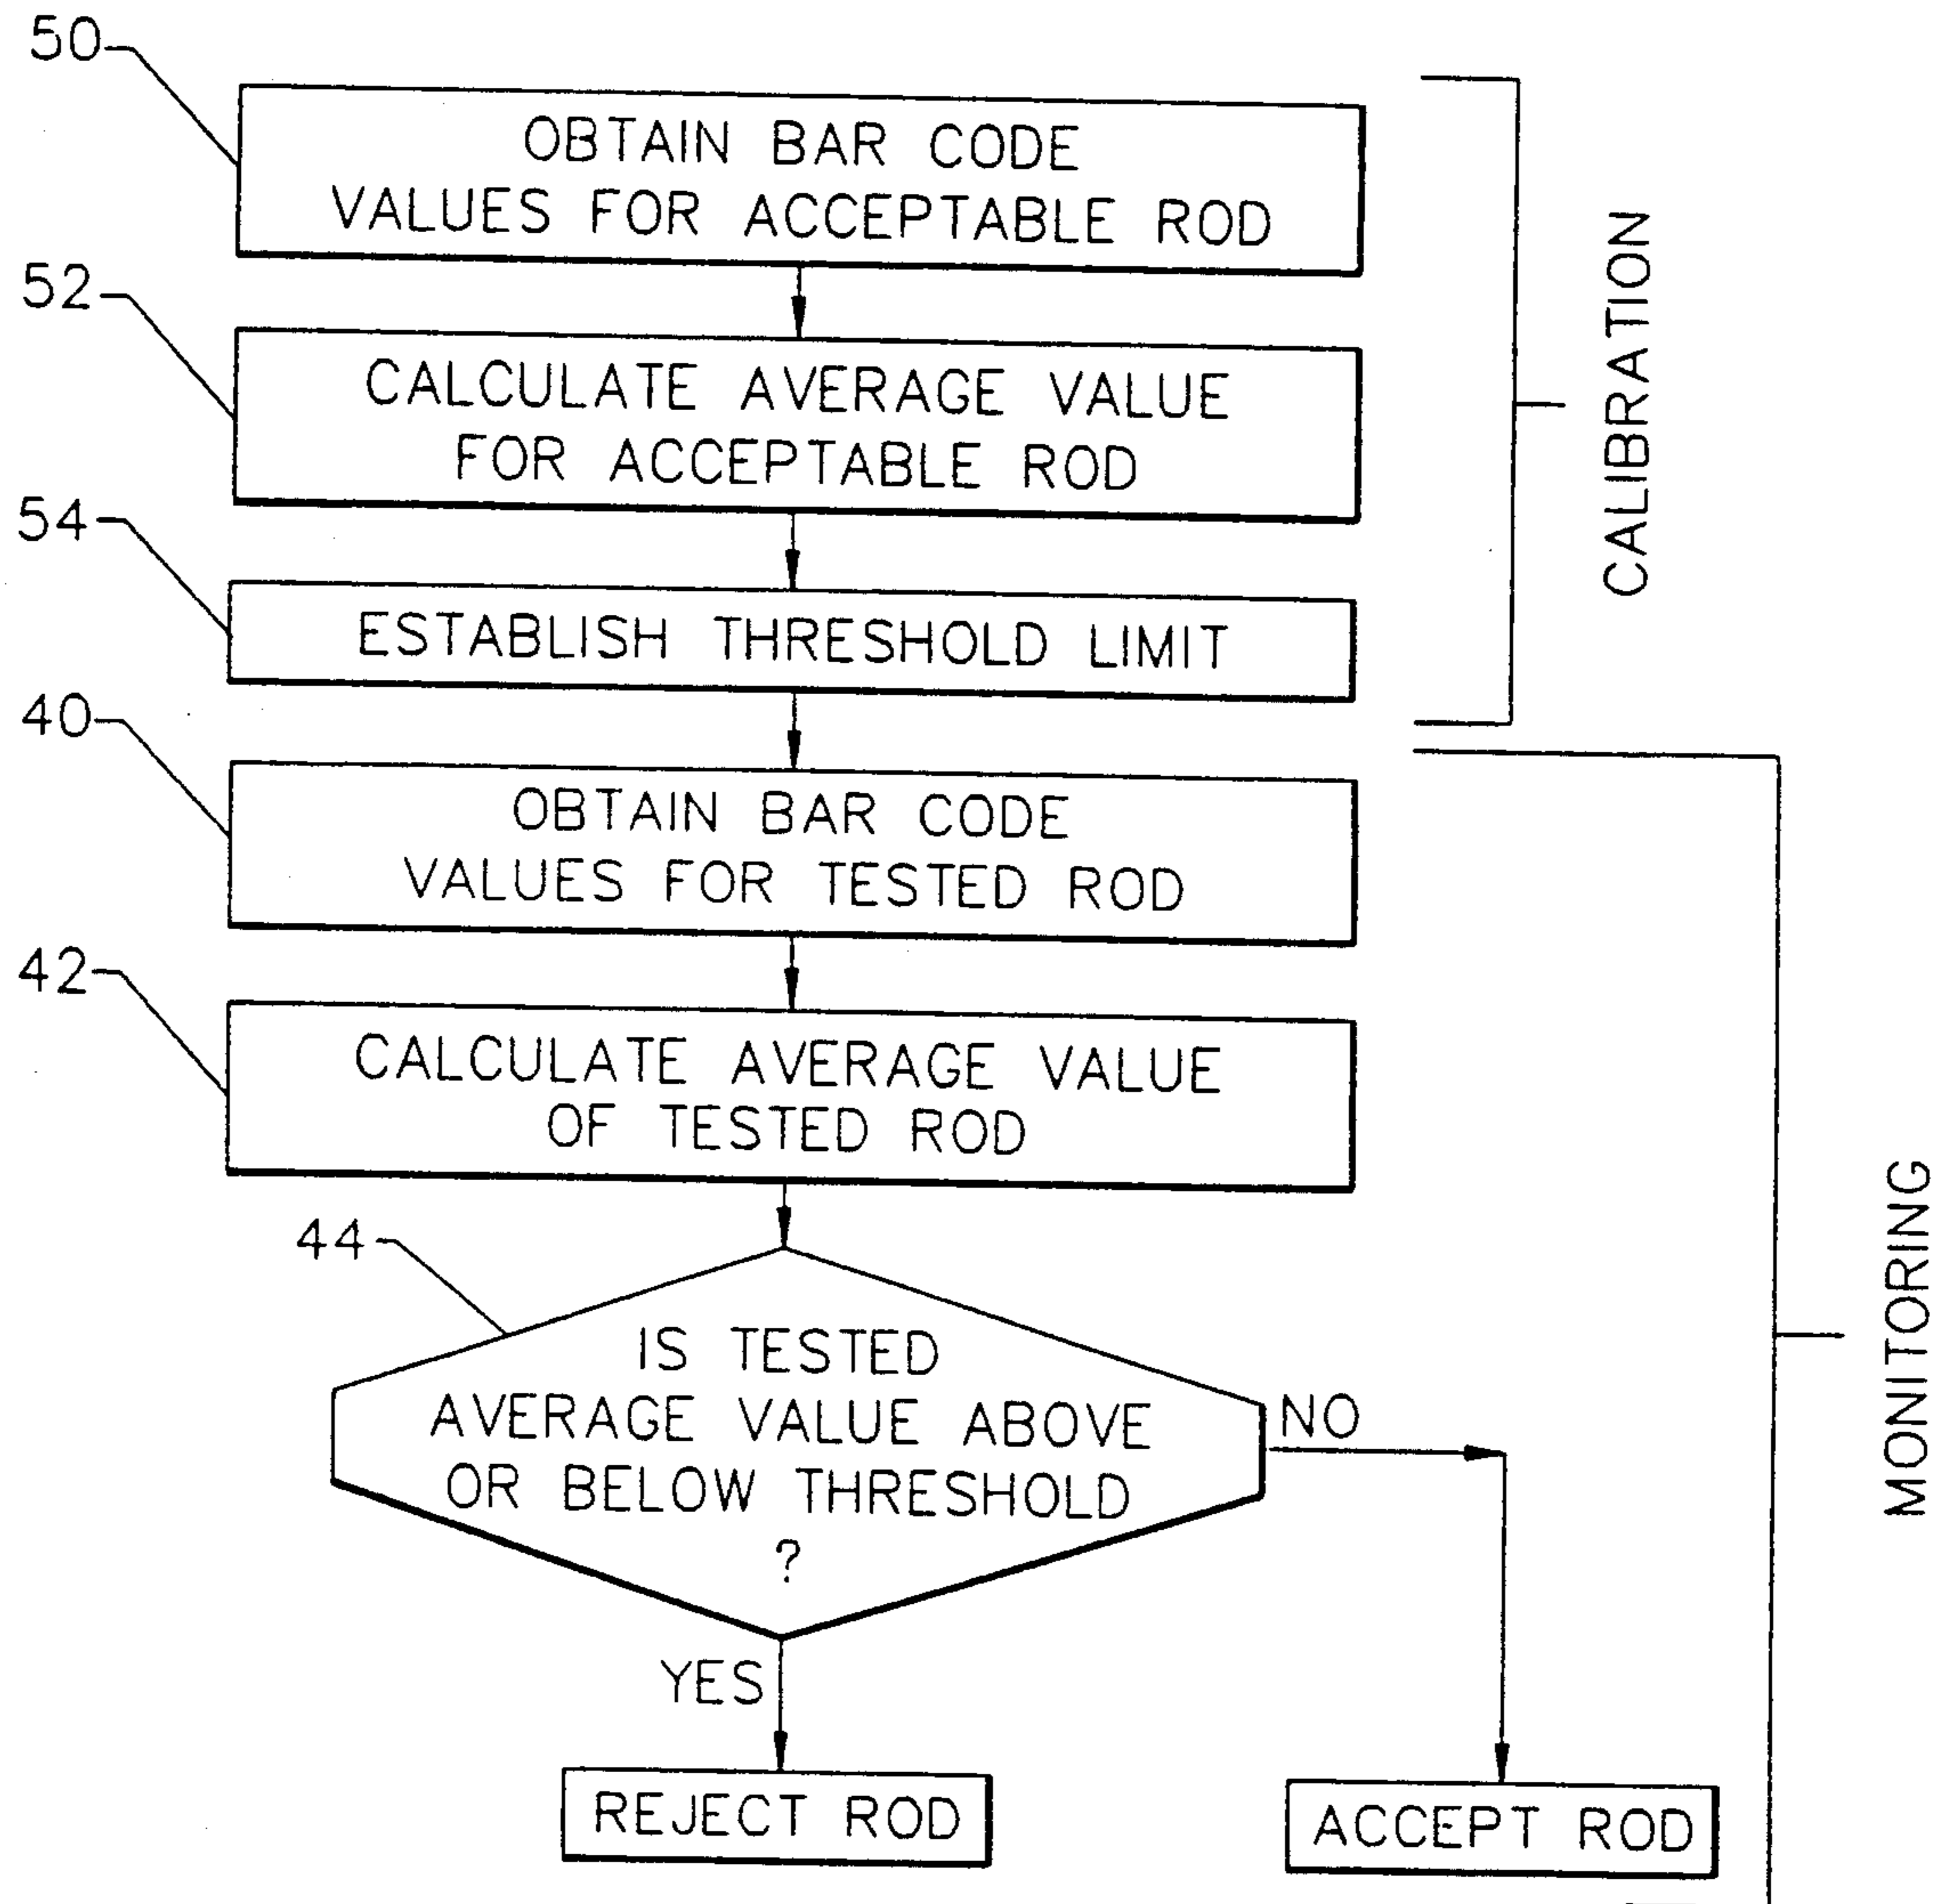 50
OBTAIN BAR CODE
VALUES FOR ACCEPTABLE ROD
52
CALCULATE AVERAGE VALUE
FOR ACCEPTABLE ROD
54
ESTABLISH THRESHOLD LIMIT
CALIBRATION
40
OBTAIN BAR CODE
VALUES FOR TESTED ROD
42
CALCULATE AVERAGE VALUE
OF TESTED ROD
44
IS TESTED
AVERAGE VALUE ABOVE
OR BELOW THRESHOLD
?
NO
YES
REJECT ROD
ACCEPT ROD
MONITORING